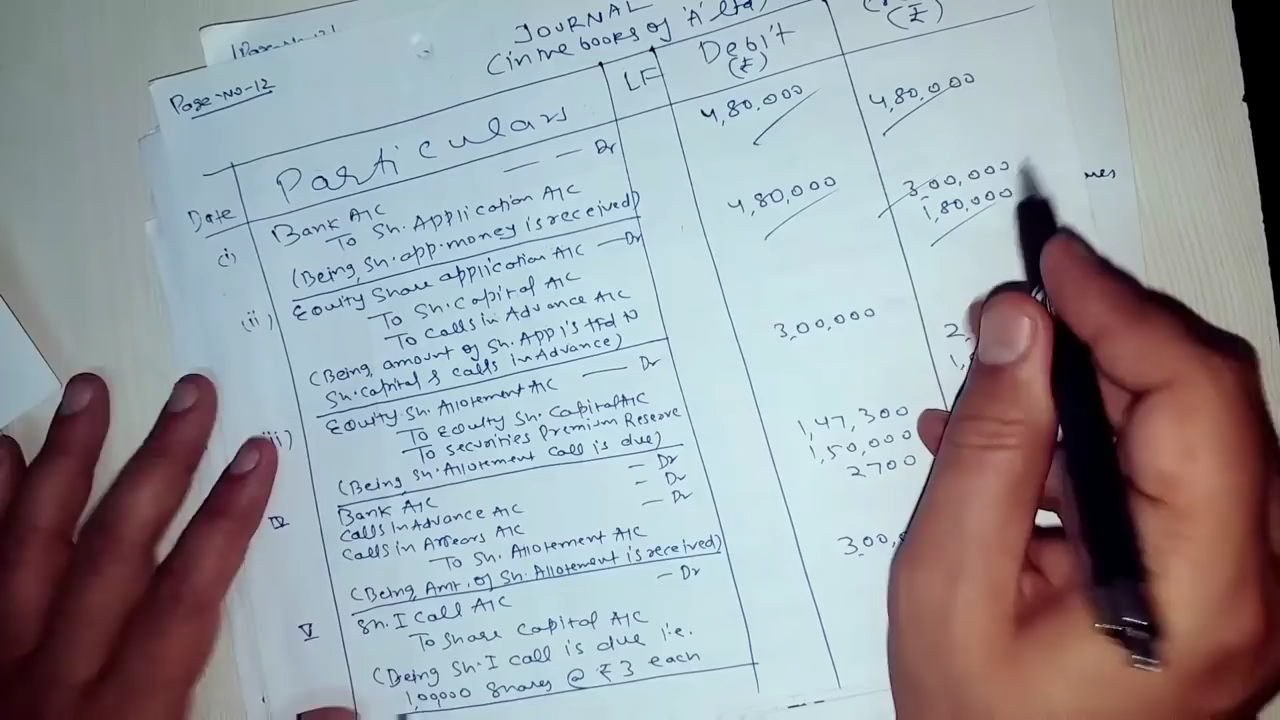 Page-No-12
JOURNAL
(in the books of 'A' Ltd)
Date Particulars LF Debit (₹) (₹)
(i) Bank A/C — — Dr 4,80,000
To Sh. Application A/C 4,80,000
(Being, Sh. app. money is received)
(ii) Equity Share application A/C — Dr 4,80,000
To Sh. Capital A/C 3,00,000
To Calls in Advance A/C 1,80,000
(Being amount of Sh. App is tfd to
Sh. capital & calls in Advance)
iii) Equity Sh. Allotement A/C — Dr 3,00,000
To Equity Sh. Capital A/C 2,
To Securities Premium Reserve 1,
(Being, Sh. Allotement Call is due)
IV Bank A/C — Dr 1,47,300
Calls in Advance A/C — Dr 1,50,000
Calls in Arrears A/C — Dr 2700
To Sh. Allotement A/C
(Being, Amt. of Sh. Allotement is received)
V Sh. I Call A/C — Dr 3,00,
To Share Capital A/C
(Being Sh. I call is due i.e.
1,00000 Shares @ ₹3 each